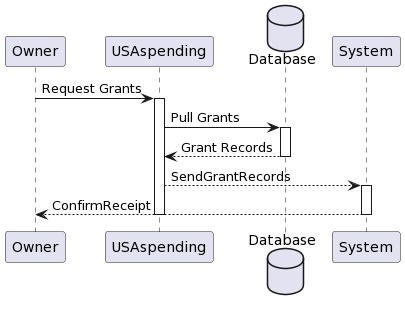 Owner
USAspending
Database
System
Request Grants
Pull Grants
Grant Records
SendGrantRecords
ConfirmReceipt
Owner
USAspending
Database
System